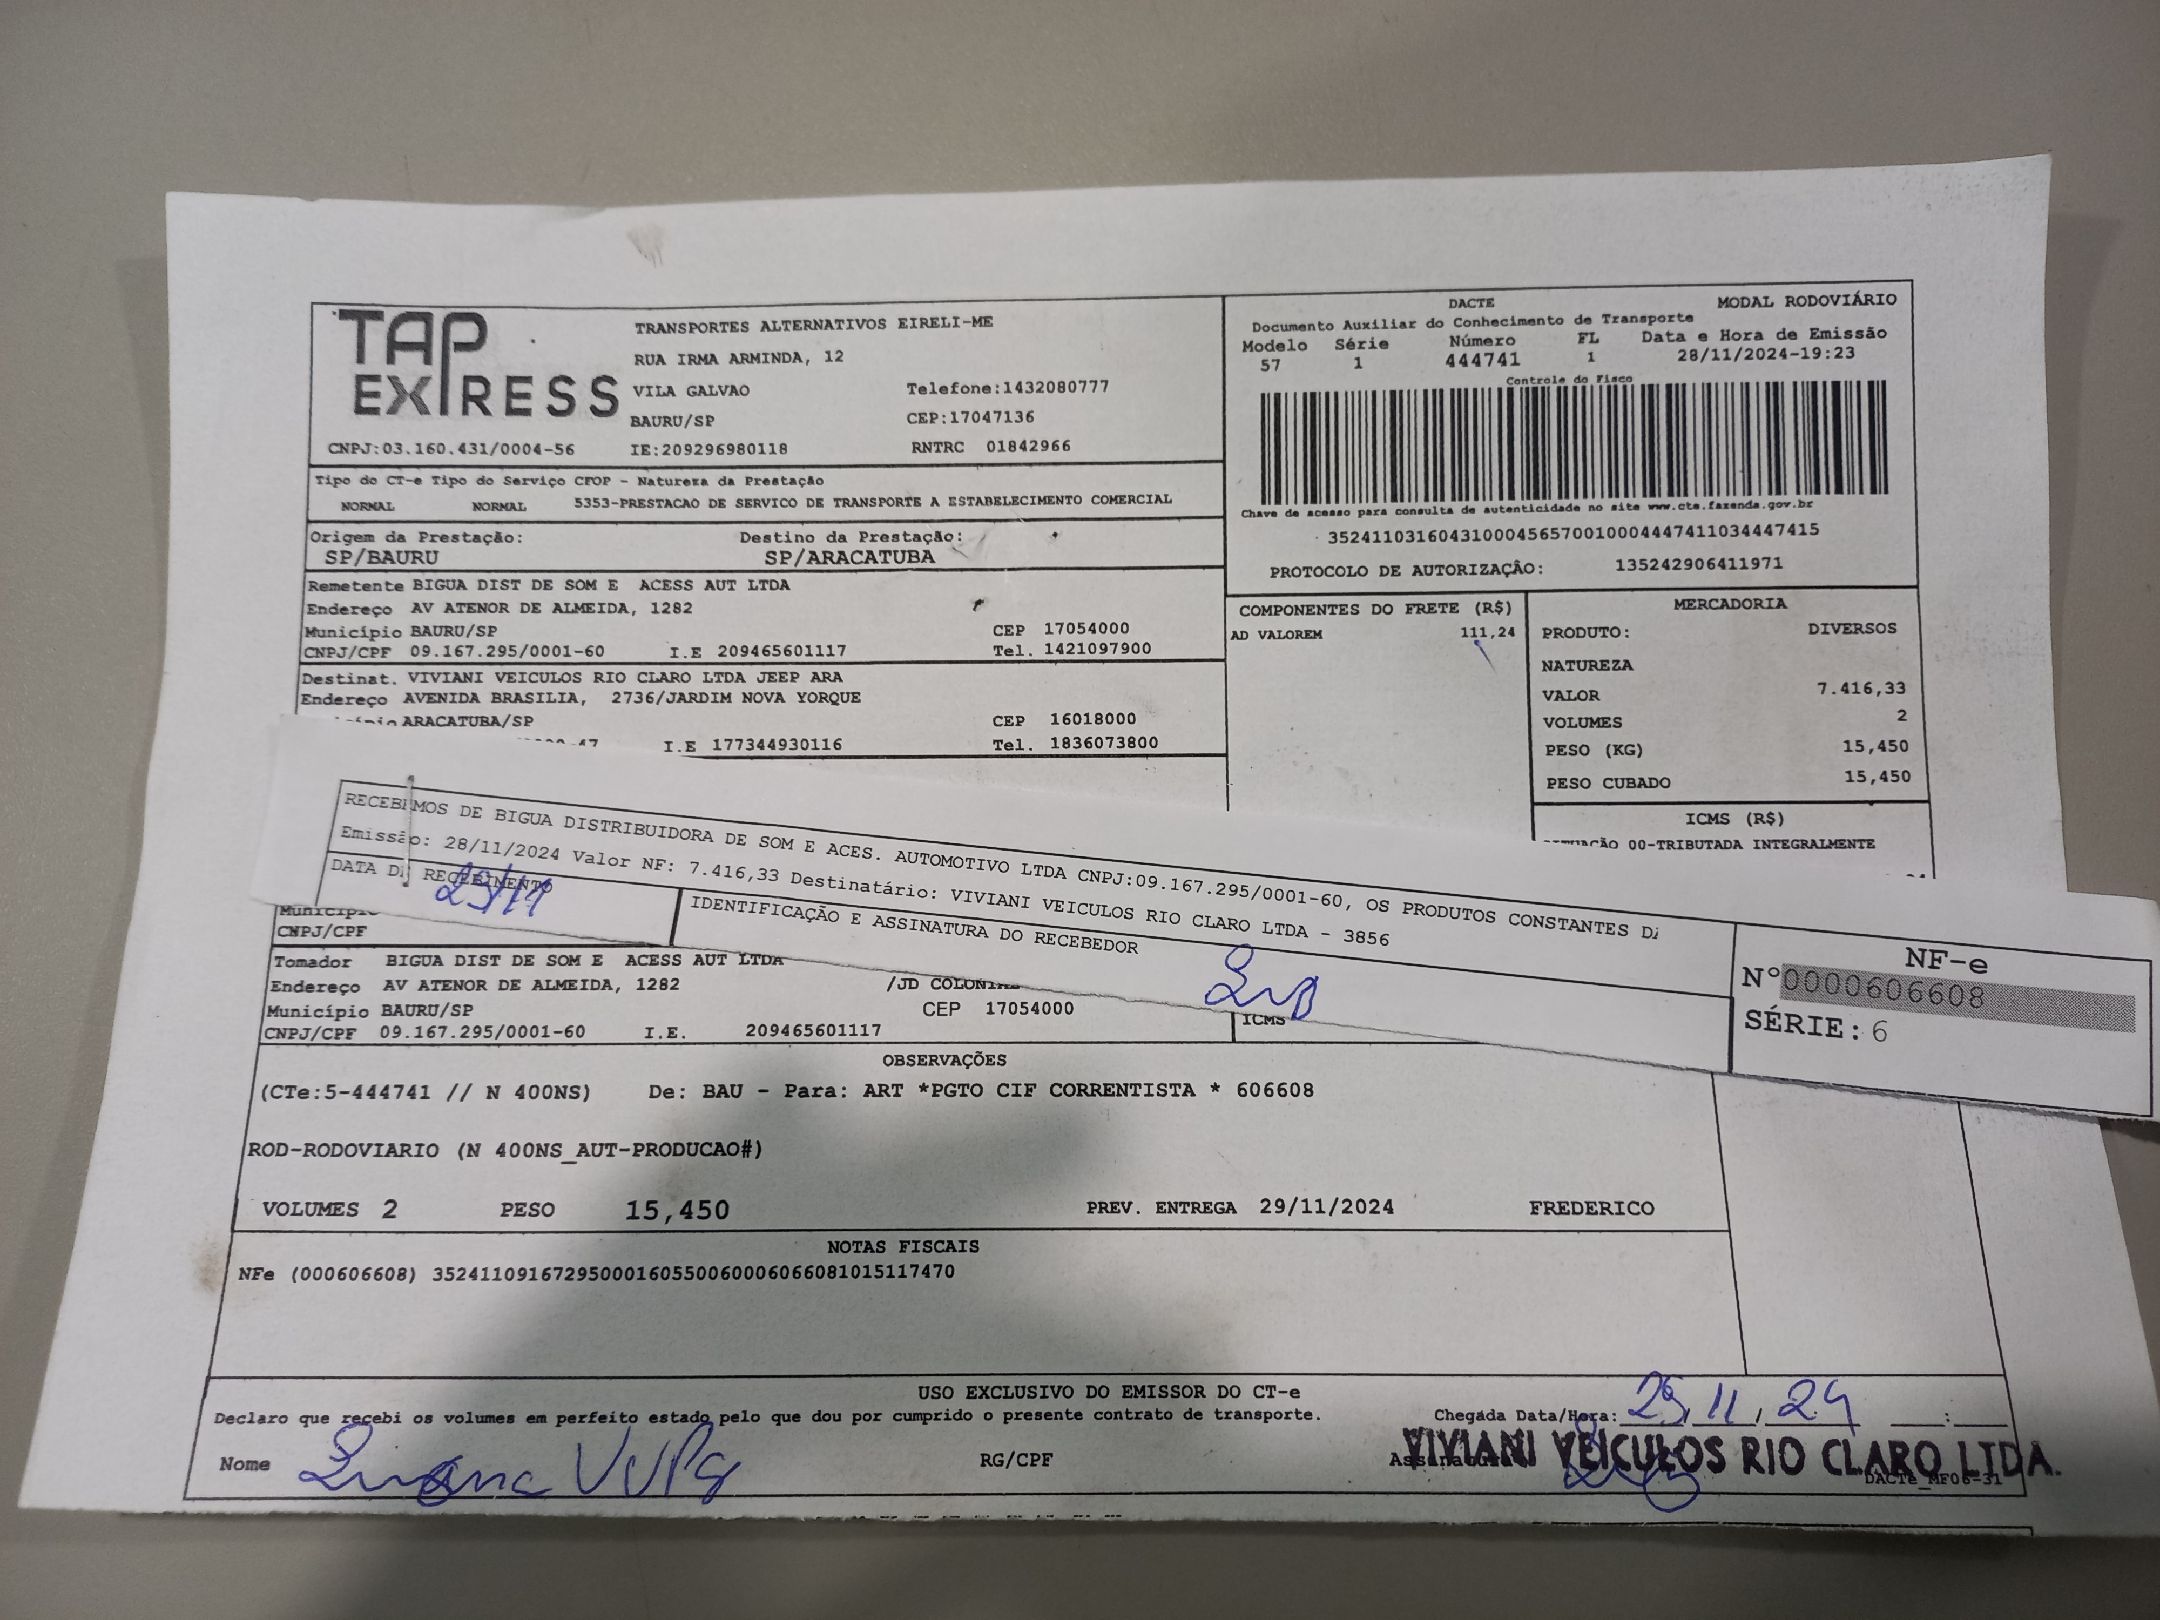 TAP EXPRESS
TRANSPORTES ALTERNATIVOS EIRELI-ME
RUA IRMA ARMINDA, 12
VILA GALVAO Telefone:1432080777
BAURU/SP CEP:17047136
CNPJ:03.160.431/0004-56 IE:209296980118 RNTRC 01842966
DACTE MODAL RODOVIÁRIO
Documento Auxiliar do Conhecimento de Transporte
Modelo Série Número FL Data e Hora de Emissão
57 1 444741 1 28/11/2024-19:23
Controle do Fisco
Chave de acesso para consulta de autenticidade no site www.cte.fazenda.gov.br
35241103160431000456570010004447411034447415
PROTOCOLO DE AUTORIZAÇÃO: 135242906411971
Tipo do CT-e Tipo do Serviço CFOP - Natureza da Prestação
NORMAL NORMAL 5353-PRESTACAO DE SERVICO DE TRANSPORTE A ESTABELECIMENTO COMERCIAL
Origem da Prestação: Destino da Prestação:
SP/BAURU SP/ARACATUBA
Remetente BIGUA DIST DE SOM E ACESS AUT LTDA
Endereço AV ATENOR DE ALMEIDA, 1282
Município BAURU/SP CEP 17054000
CNPJ/CPF 09.167.295/0001-60 I.E 209465601117 Tel. 1421097900
Destinat. VIVIANI VEICULOS RIO CLARO LTDA JEEP ARA
Endereço AVENIDA BRASILIA, 2736/JARDIM NOVA YORQUE
ARACATUBA/SP CEP 16018000
I.E 177344930116 Tel. 1836073800
COMPONENTES DO FRETE (R$)
AD VALOREM 111,24
MERCADORIA
PRODUTO: DIVERSOS
NATUREZA
VALOR 7.416,33
VOLUMES 2
PESO (KG) 15,450
PESO CUBADO 15,450
ICMS (R$)
00-TRIBUTADA INTEGRALMENTE
RECEBEMOS DE BIGUA DISTRIBUIDORA DE SOM E ACES. AUTOMOTIVO LTDA CNPJ:09.167.295/0001-60, OS PRODUTOS CONSTANTES DA
Emissão: 28/11/2024 Valor NF: 7.416,33 Destinatário: VIVIANI VEICULOS RIO CLARO LTDA - 3856
DATA DE RECEBIMENTO
29/11
IDENTIFICAÇÃO E ASSINATURA DO RECEBEDOR
NF-e
N°0000606608
SÉRIE: 6
Município
CNPJ/CPF
Tomador BIGUA DIST DE SOM E ACESS AUT LTDA
Endereço AV ATENOR DE ALMEIDA, 1282 /JD COLONIAL
Município BAURU/SP CEP 17054000
CNPJ/CPF 09.167.295/0001-60 I.E. 209465601117
ICMS
OBSERVAÇÕES
(CTe:5-444741 // N 400NS) De: BAU - Para: ART *PGTO CIF CORRENTISTA * 606608
ROD-RODOVIARIO (N 400NS_AUT-PRODUCAO#)
VOLUMES 2 PESO 15,450 PREV. ENTREGA 29/11/2024 FREDERICO
NOTAS FISCAIS
NFe (000606608) 35241109167295000160550060006066081015117470
USO EXCLUSIVO DO EMISSOR DO CT-e
Declaro que recebi os volumes em perfeito estado pelo que dou por cumprido o presente contrato de transporte.
Chegada Data/Hora: 29/11/24 __:__
Nome RG/CPF Assinatura
VIVIANI VEICULOS RIO CLARO LTDA.
DACTe_MF06-31